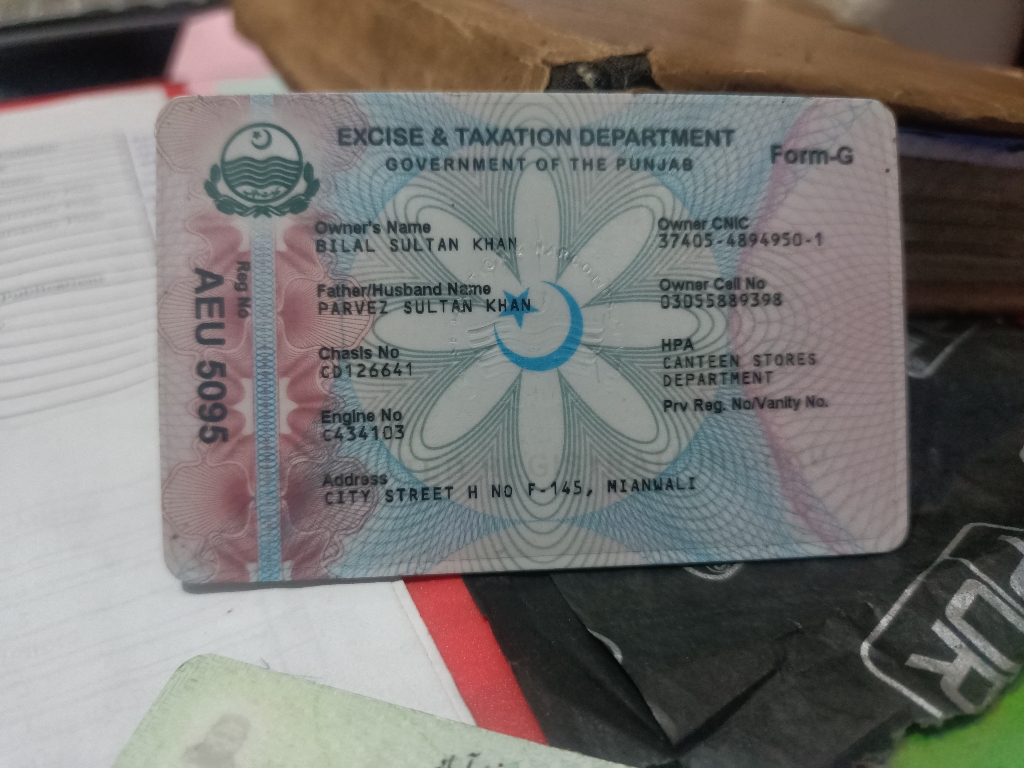 EXCISE & TAXATION DEPARTMENT
GOVERNMENT OF THE PUNJAB
Form-G
Reg No
AEU 5095
Owner's Name
BILAL SULTAN KHAN
Owner CNIC
37405-4894950-1
Father/Husband Name
PARVEZ SULTAN KHAN
Owner Cell No
03055889398
Chasis No
CD126641
HPA
CANTEEN STORES
DEPARTMENT
Engine No
C434103
Prv Reg. No/Vanity No.
Address
CITY STREET H NO F-145, MIANWALI